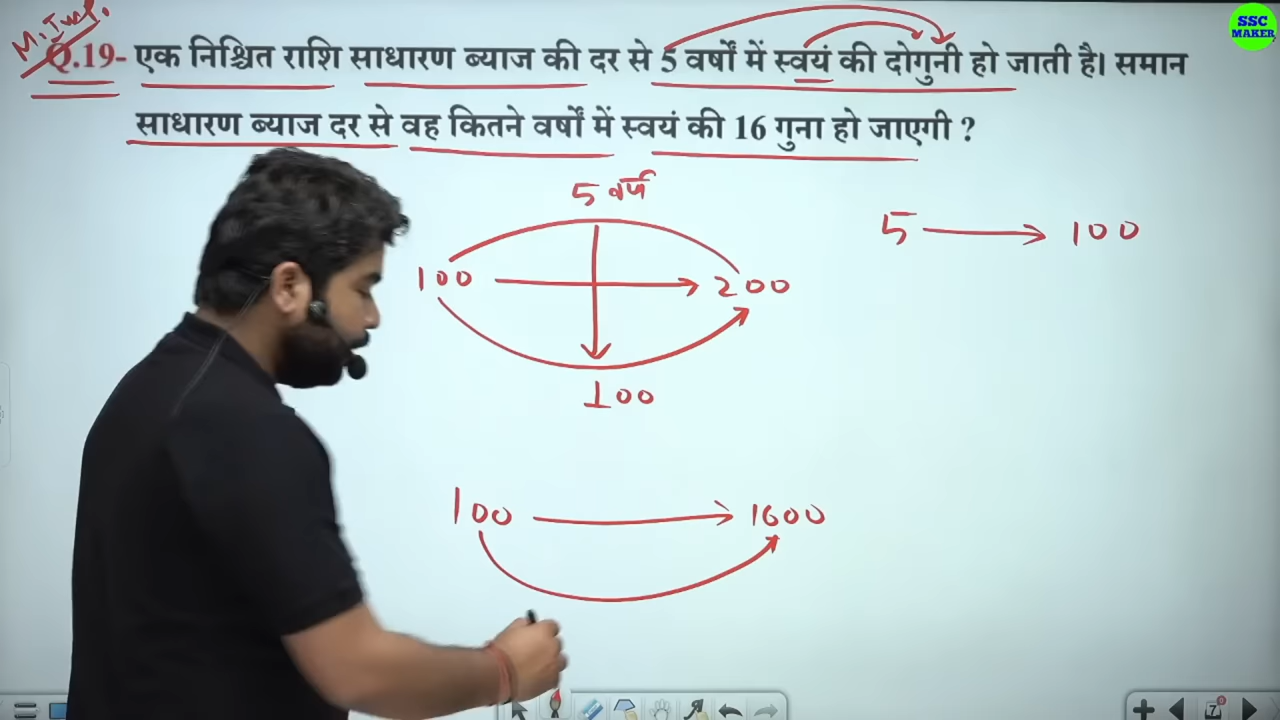 M. Imp.
SSC
MAKER
Q.19- एक निश्चित राशि साधारण ब्याज की दर से 5 वर्षों में स्वयं की दोगुनी हो जाती है। समान
साधारण ब्याज दर से वह कितने वर्षों में स्वयं की 16 गुना हो जाएगी ?
5 वर्ष
5 → 100
100 → 200
100
100 → 1600
7